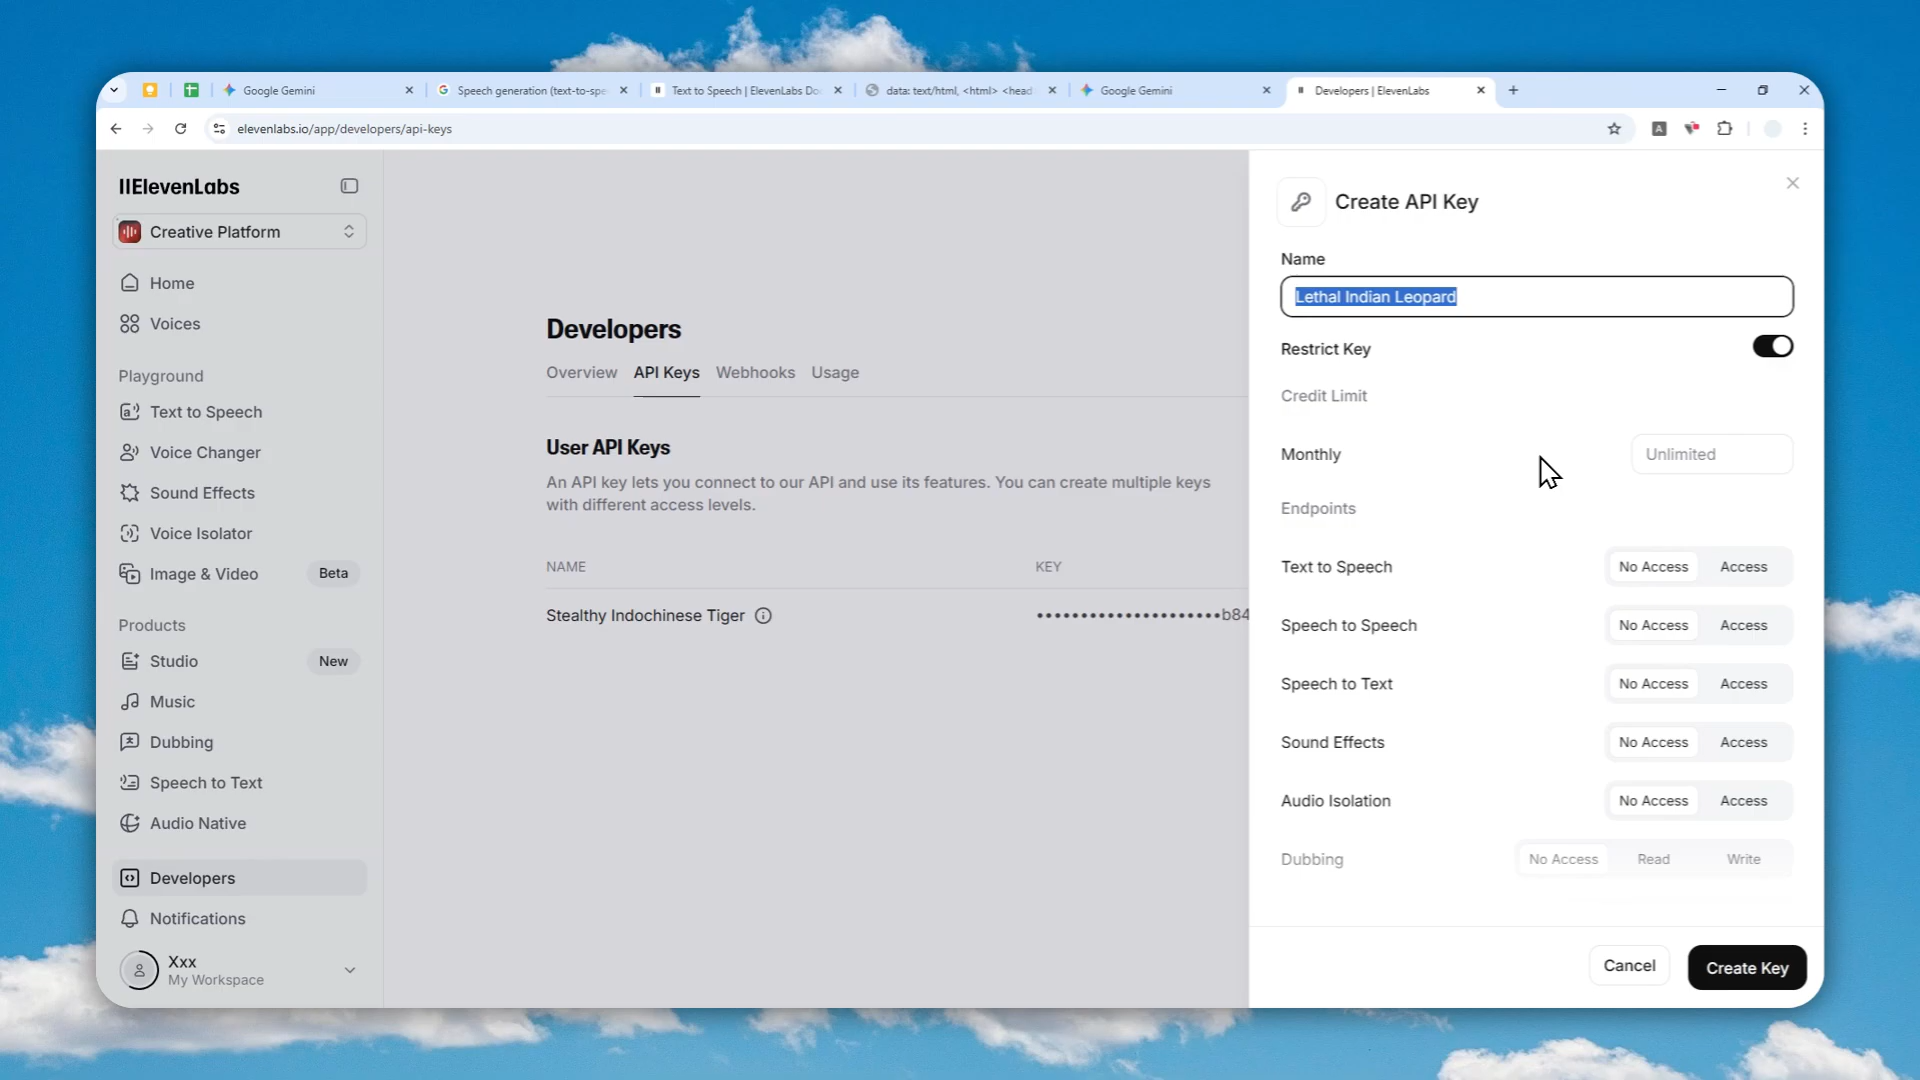 Google Gemini
Speech generation (text-to-spe
Text to Speech | ElevenLabs Do
data: text/html, <html> <head
Google Gemini
Developers | ElevenLabs
elevenlabs.io/app/developers/api-keys
A
IIElevenLabs
Creative Platform
Home
Voices
Playground
Text to Speech
Voice Changer
Sound Effects
Voice Isolator
Image & Video
Beta
Products
Studio
New
Music
Dubbing
Speech to Text
Audio Native
Developers
Notifications
Xxx
My Workspace
Developers
Overview API Keys Webhooks Usage
User API Keys
An API key lets you connect to our API and use its features. You can create multiple keys
with different access levels.
NAME KEY
Stealthy Indochinese Tiger •••••••••••••••••••••b84
Create API Key
Name
Lethal Indian Leopard
Restrict Key
Credit Limit
Monthly Unlimited
Endpoints
Text to Speech No Access Access
Speech to Speech No Access Access
Speech to Text No Access Access
Sound Effects No Access Access
Audio Isolation No Access Access
Dubbing No Access Read Write
Cancel Create Key